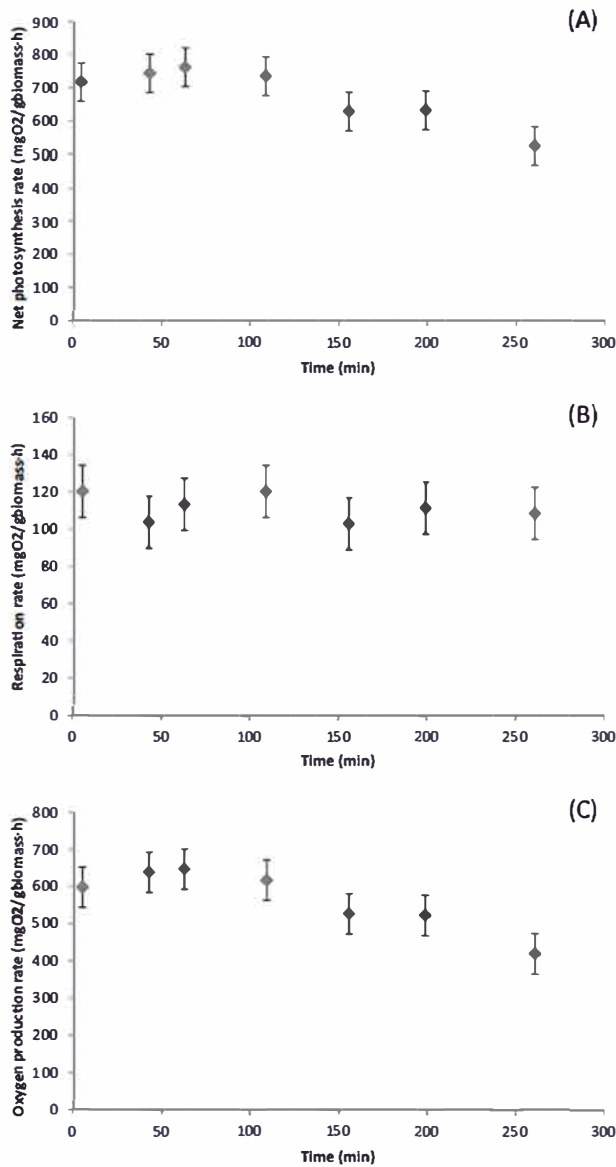 (A)
Net photosynthesis rate (mgO2/gbiomass·h)
900
800
700
600
500
400
300
200
100
0
0 50 100 150 200 250 300
Time (min)
(B)
Respiration rate (mgO2/gbiomass·h)
160
140
120
100
80
60
40
20
0
0 50 100 150 200 250 300
Time (min)
(C)
Oxygen production rate (mgO2/gbiomass·h)
800
700
600
500
400
300
200
100
0
0 50 100 150 200 250 300
Time (min)